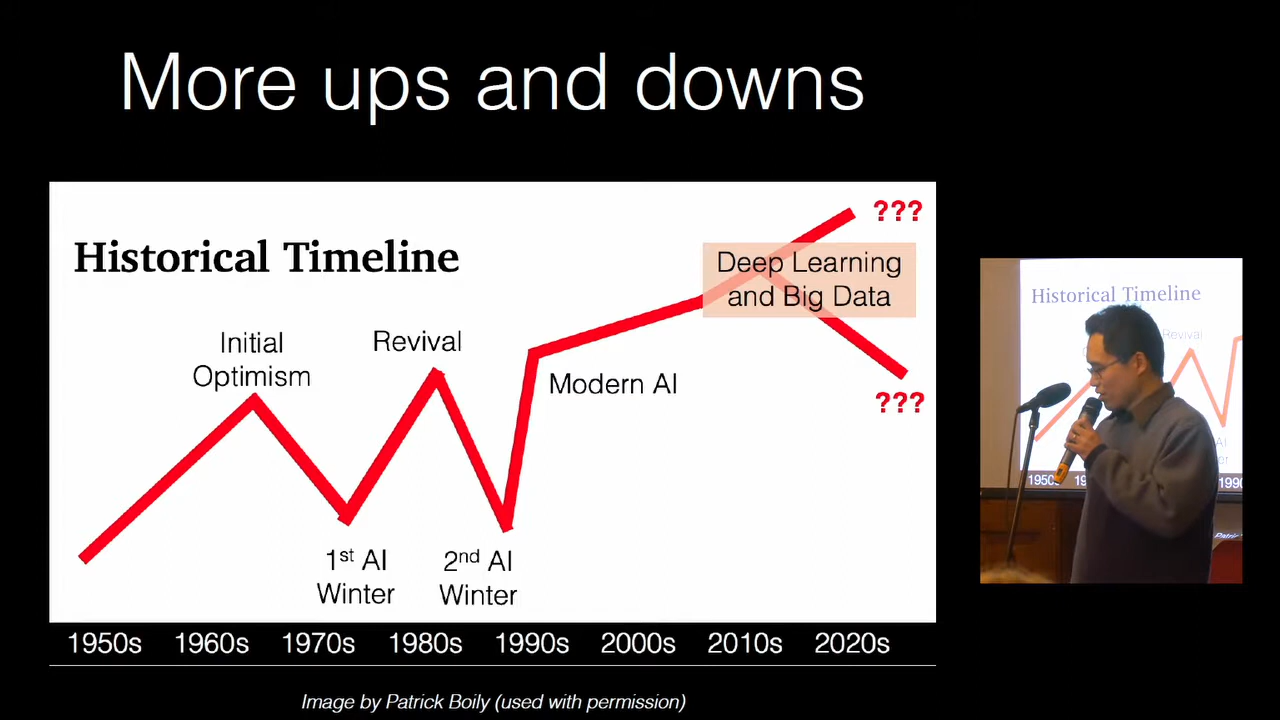 More ups and downs
Historical Timeline
???
Deep Learning
and Big Data
Initial
Optimism
Revival
Modern AI
???
1st AI
Winter
2nd AI
Winter
1950s 1960s 1970s 1980s 1990s 2000s 2010s 2020s
Image by Patrick Boily (used with permission)
Historical Timeline
Revival
AI
1950s